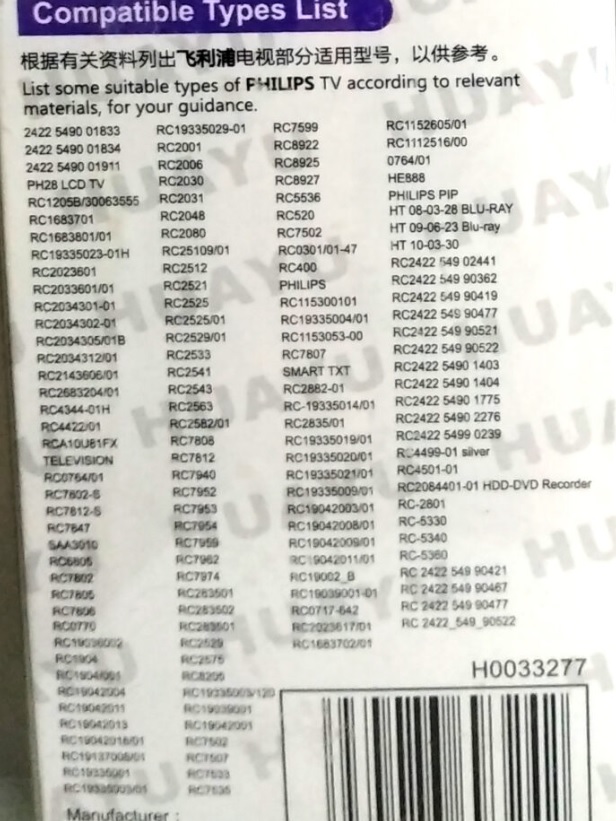 Compatible Types List
根据有关资料列出飞利浦电视部分适用型号，以供参考。
List some suitable types of PHILIPS TV according to relevant
materials, for your guidance.
2422 5490 01833
2422 5490 01834
2422 5490 01911
PH28 LCD TV
RC1205B/30063555
RC1683701
RC1683801/01
RC19335023-01H
RC2023601
RC2033601/01
RC2034301-01
RC2034302-01
RC2034305/01B
RC2034312/01
RC2143606/01
RC2683204/01
RC4344-01H
RC4422/01
RCA10U81FX
TELEVISION
RC0764/01
RC7802-S
RC7812-S
RC7847
SAA3010
RC6805
RC7802
RC7805
RC7806
RC0770
RC19036002
RC1904
RC19042004
RC19042011
RC19042013
RC19042016/01
RC19137006/01
RC19335001
RC19335003/01
RC19335029-01
RC2001
RC2006
RC2030
RC2031
RC2048
RC2080
RC25109/01
RC2512
RC2521
RC2525
RC2525/01
RC2529/01
RC2533
RC2541
RC2543
RC2563
RC2582/01
RC7808
RC7812
RC7940
RC7952
RC7953
RC7954
RC7959
RC7962
RC7974
RC283501
RC283502
RC283501
RC2529
RC2575
RC8205
RC19335003/120
RC19039001
RC19042001
RC7502
RC7507
RC7533
RC7535
RC7599
RC8922
RC8925
RC8927
RC5536
RC520
RC7502
RC0301/01-47
RC400
PHILIPS
RC115300101
RC19335004/01
RC1153053-00
RC7807
SMART TXT
RC2882-01
RC-19335014/01
RC2835/01
RC19335019/01
RC19335020/01
RC19335021/01
RC19335009/01
RC19042003/01
RC19042008/01
RC19042009/01
RC19042011/01
RC19002_B
RC19039001-01
RC0717-642
RC2023617/01
RC1683702/01
RC1152605/01
RC1112516/00
0764/01
HE888
PHILIPS PIP
HT 08-03-28 BLU-RAY
HT 09-06-23 Blu-ray
HT 10-03-30
RC2422 549 02441
RC2422 549 90362
RC2422 549 90419
RC2422 549 90477
RC2422 549 90521
RC2422 549 90522
RC2422 5490 1403
RC2422 5490 1404
RC2422 5490 1775
RC2422 5490 2276
RC2422 5499 0239
RC4499-01 silver
RC4501-01
RC2084401-01 HDD-DVD Recorder
RC-2801
RC-5330
RC-5340
RC-5360
RC 2422 549 90421
RC 2422 549 90467
RC 2422 549 90477
RC 2422_549_90522
H0033277
Manufacturer :